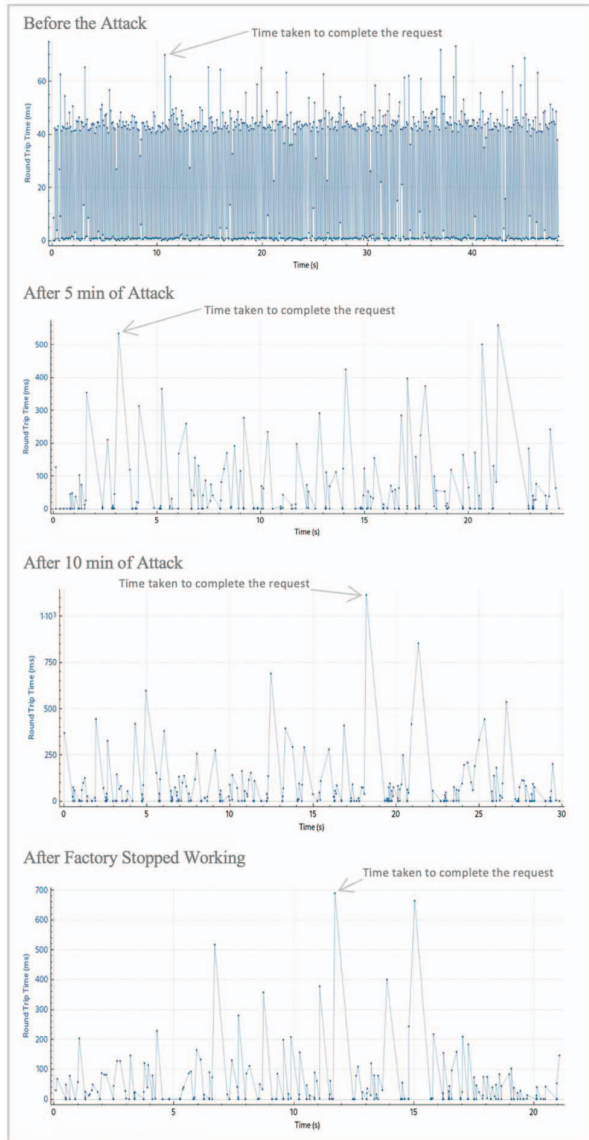 Before the Attack
Time taken to complete the request
60
40
20
0
Round Trip Time (ms)
0 10 20 30 40
Time (s)
After 5 min of Attack
Time taken to complete the request
500
400
300
200
100
0
Round Trip Time (ms)
0 5 10 15 20
Time (s)
After 10 min of Attack
Time taken to complete the request
1·10³
750
500
250
0
Round Trip Time (ms)
0 5 10 15 20 25 30
Time (s)
After Factory Stopped Working
Time taken to complete the request
700
600
500
400
300
200
100
0
Round Trip Time (ms)
0 5 10 15 20
Time (s)